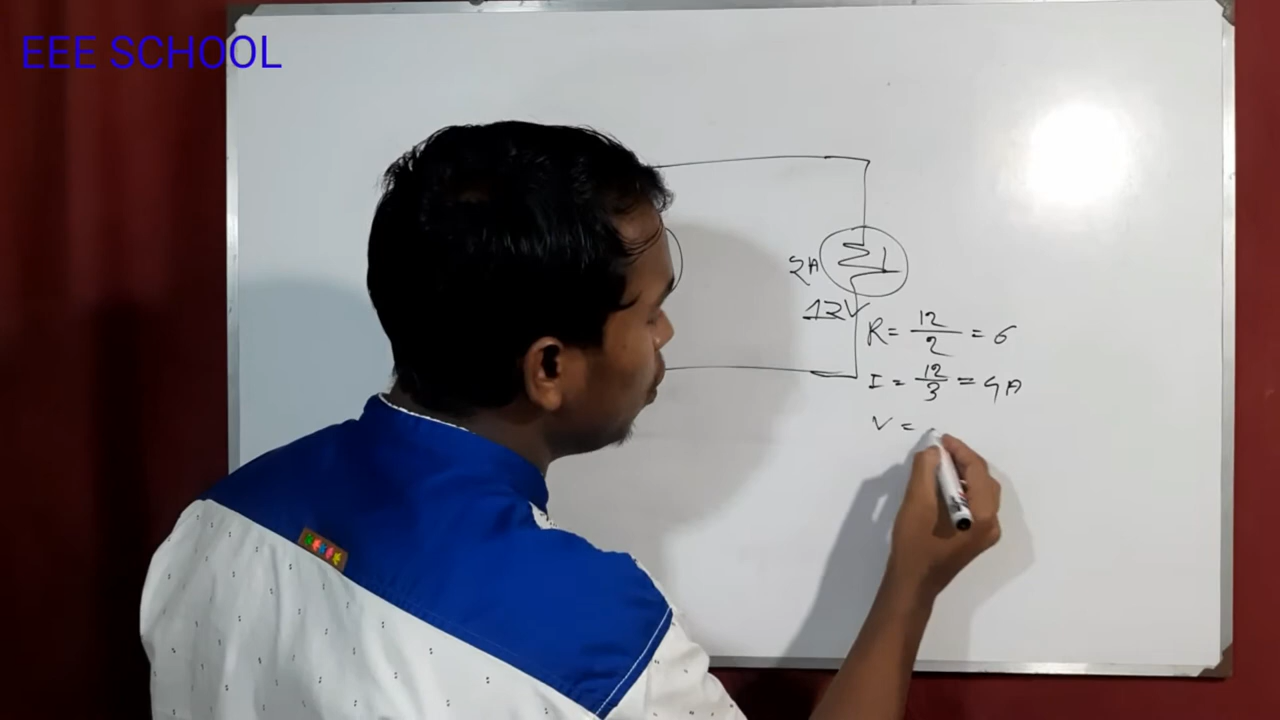 EEE SCHOOL
2A
12V
R = 12/2 = 6
I = 12/3 = 4A
V =